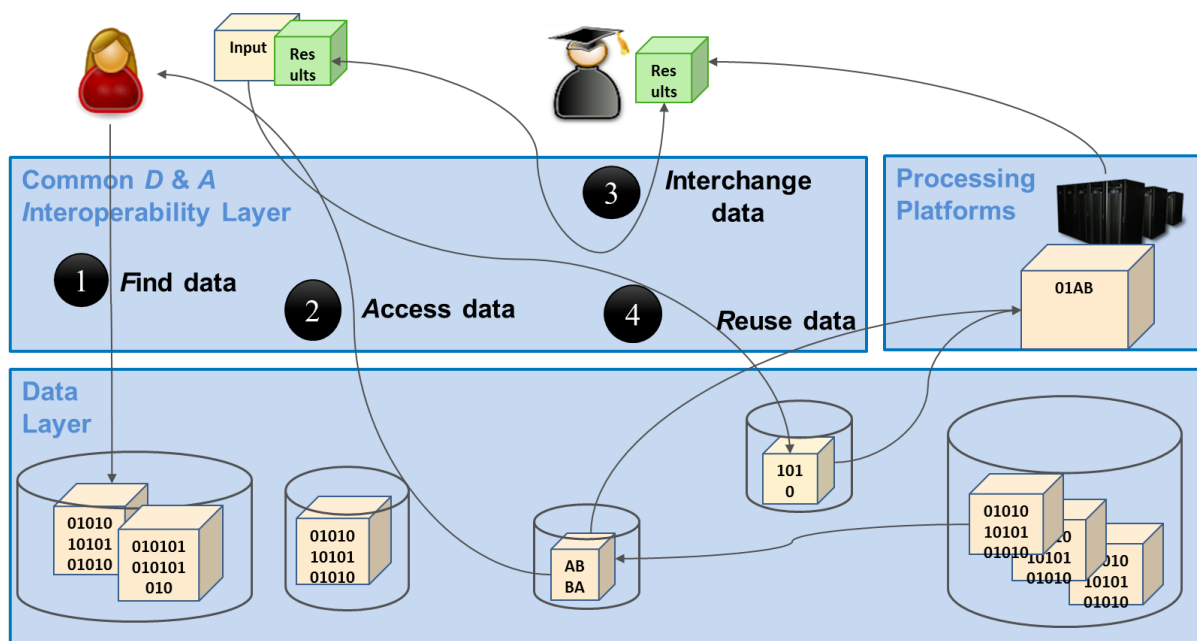 Input
Res
ults
Res
ults
Common D & A
Interoperability Layer
3
Interchange
data
Processing
Platforms
1
Find data
2
Access data
4
Reuse data
01AB
Data
Layer
01010
10101
01010
010101
010101
010
01010
10101
01010
AB
BA
101
0
01010
10101
01010
10
10101
01010
010
10101
01010